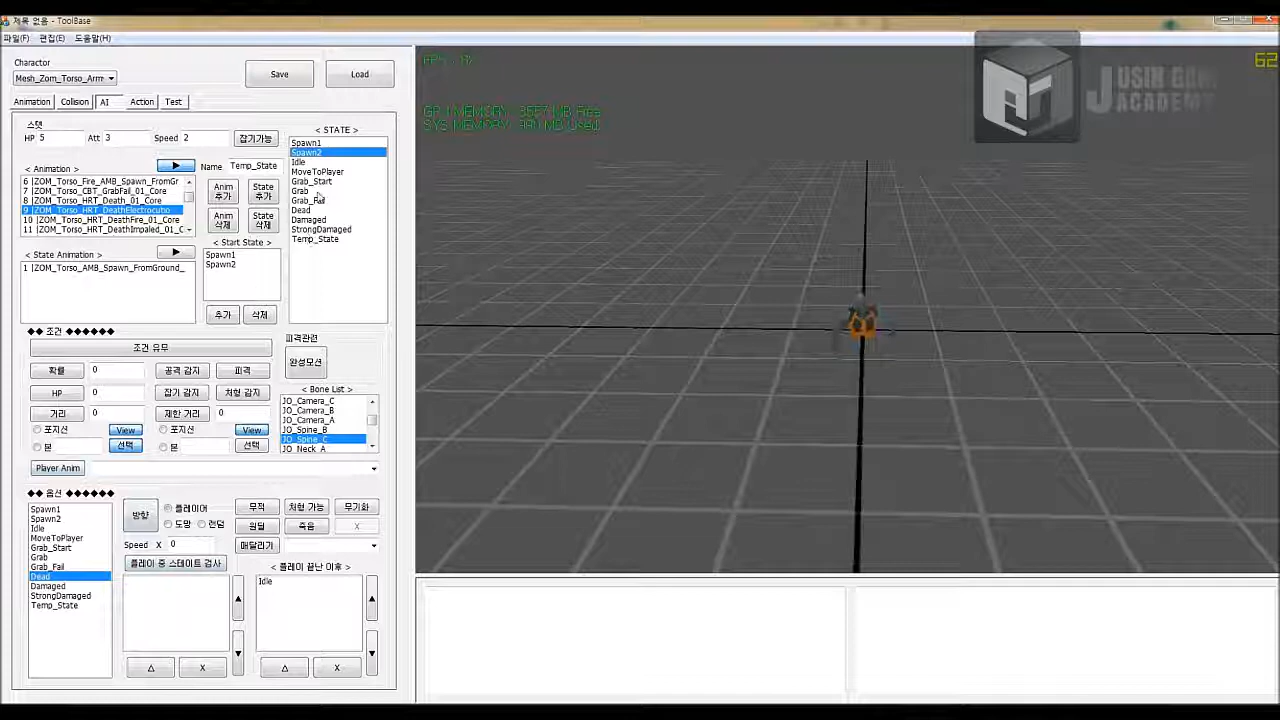 제목 없음 - ToolBase
파일(F) 편집(E) 도움말(H)
Charactor
Mesh_Zom_Torso_Arm
Save
Load
Animation Collision AI Action Test
스탯
HP 5 Att 3 Speed 2 잡기가능
< STATE >
Spawn1
Spawn2
Idle
MoveToPlayer
Grab_Start
Grab
Grab_Fail
Dead
Damaged
StrongDamaged
Temp_State
< Animation >
Name Temp_State
6 |ZOM_Torso_Fire_AMB_Spawn_FromGr
7 |ZOM_Torso_CBT_GrabFail_01_Core
8 |ZOM_Torso_HRT_Death_01_Core
9 |ZOM_Torso_HRT_DeathElectrocutio
10 |ZOM_Torso_HRT_DeathFire_01_Core
11 |ZOM_Torso_HRT_DeathImpaled_01_C
Anim 추가
State 추가
Anim 삭제
State 삭제
< State Animation >
1 |ZOM_Torso_AMB_Spawn_FromGround_
< Start State >
Spawn1
Spawn2
추가 삭제
◆◆ 조건 ◆◆◆◆◆◆
조건 유무
피격관련
완성모션
확률 0 공격 감지 피격
HP 0 잡기 감지 처형 감지
거리 0 제한 거리 0
포지션 View 포지션 View
본 선택 본 선택
Player Anim
< Bone List >
JO_Camera_C
JO_Camera_B
JO_Camera_A
JO_Spine_B
JO_Spine_C
JO_Neck_A
◆◆ 옵션 ◆◆◆◆◆◆
Spawn1
Spawn2
Idle
MoveToPlayer
Grab_Start
Grab
Grab_Fail
Dead
Damaged
StrongDamaged
Temp_State
방향
플레이어
도망 랜덤
무적 처형 가능 무기화
원딜 죽음 X
Speed X 0
매달리기
플레이 중 스테이트 검사
< 플레이 끝난 이후 >
Idle
△ X △ X
62
JUSIN GAME
ACADEMY